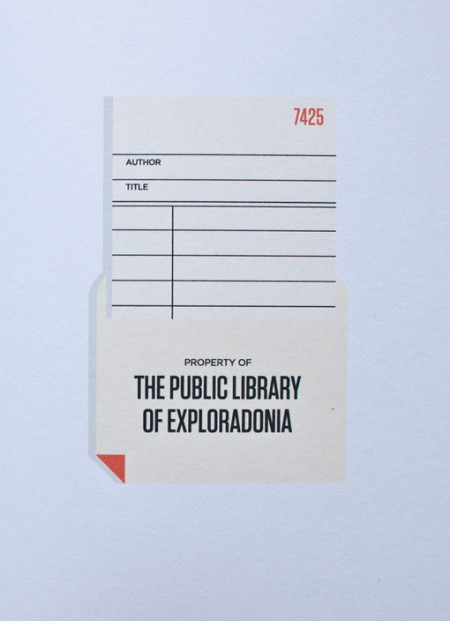 7425
AUTHOR
TITLE
PROPERTY OF
THE PUBLIC LIBRARY
OF EXPLORADONIA